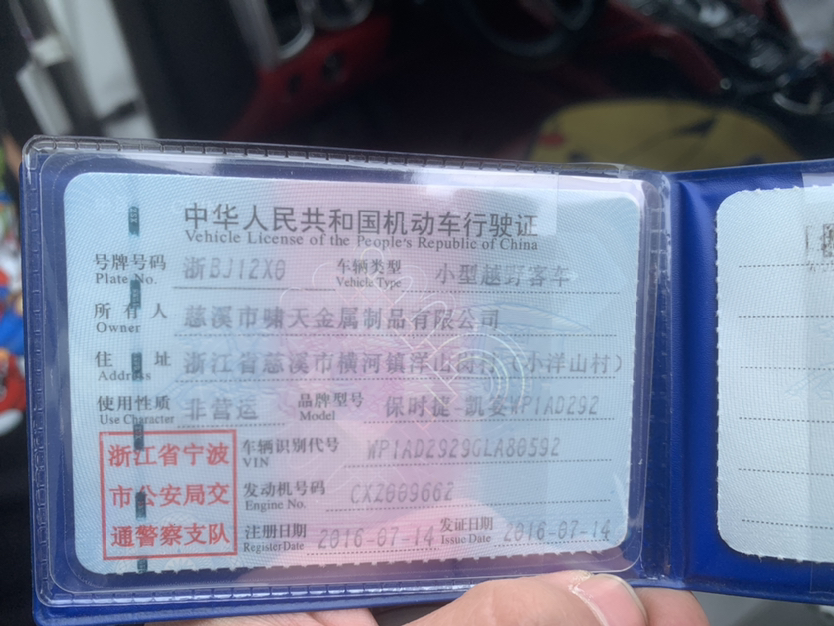 中华人民共和国机动车行驶证
Vehicle License of the People's Republic of China
号牌号码 浙BJ12X0 车辆类型 小型越野客车
Plate No. Vehicle Type
所有人 慈溪市啸天金属制品有限公司
Owner
住址 浙江省慈溪市横河镇洋山岗村(小洋山村)
Address
使用性质 非营运 品牌型号 保时捷-凯宴WP1AD292
Use Character Model
浙江省宁波 车辆识别代号 WP1AD2929GLA80592
VIN
市公安局交 发动机号码 CXZ009662
Engine No.
通警察支队 注册日期 2016-07-14 发证日期 2016-07-14
Register Date Issue Date